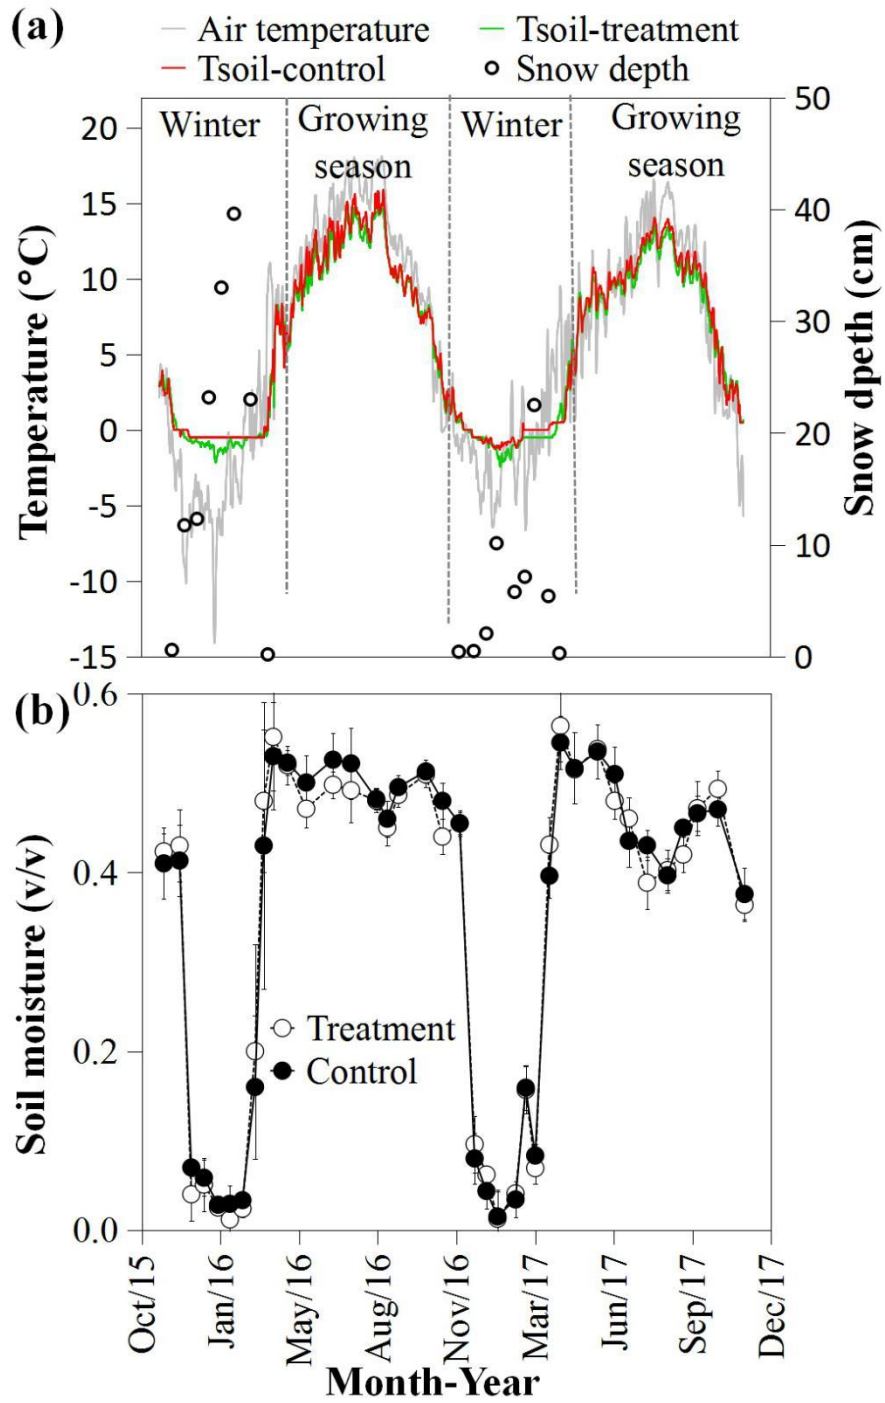 (a)
Air temperature Tsoil-treatment
Tsoil-control Snow depth
Winter Growing season Winter Growing season
20
15
10
5
0
-5
-10
-15
Temperature (°C)
50
40
30
20
10
0
Snow dpeth (cm)
(b)
0.6
0.4
0.2
0.0
Soil moisture (v/v)
Treatment
Control
Oct/15 Jan/16 May/16 Aug/16 Nov/16 Mar/17 Jun/17 Sep/17 Dec/17
Month-Year